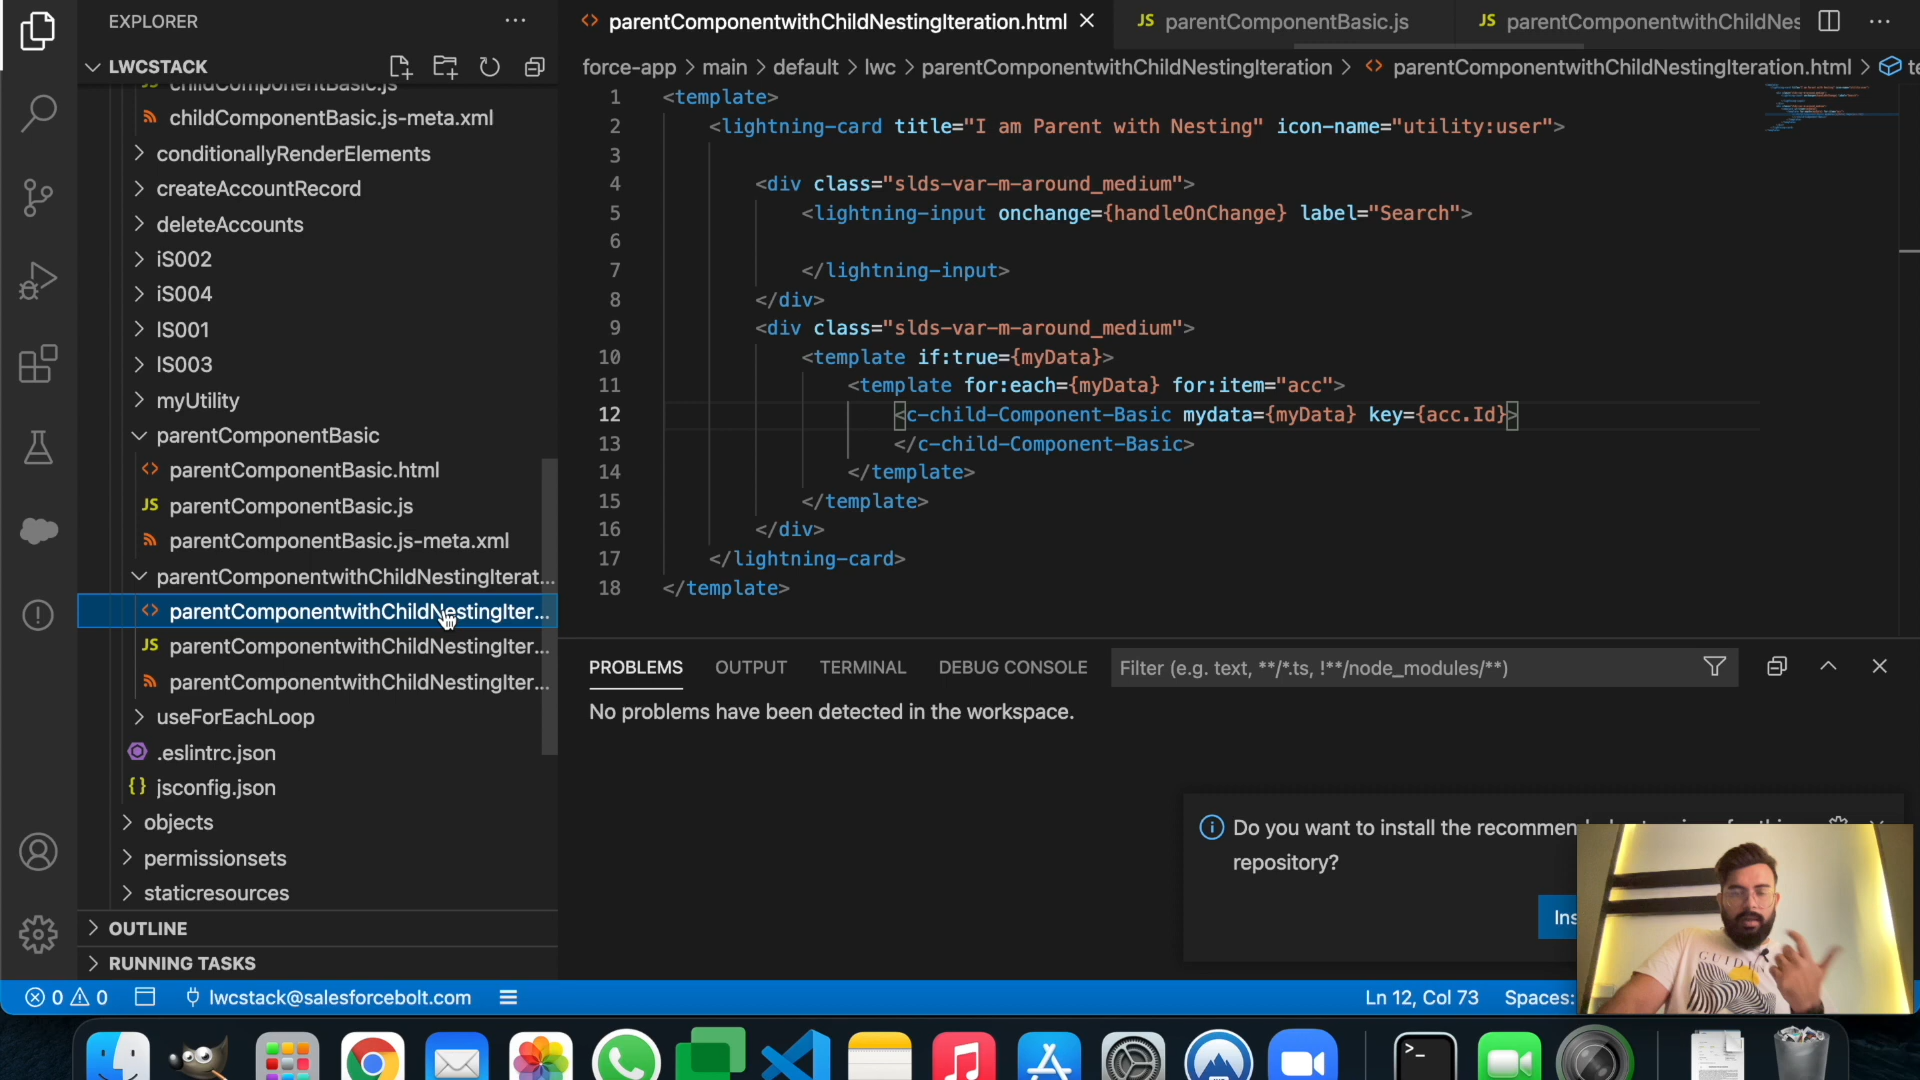 EXPLORER
LWCSTACK
childComponentBasic.js
childComponentBasic.js-meta.xml
conditionallyRenderElements
createAccountRecord
deleteAccounts
iS002
iS004
IS001
IS003
myUtility
parentComponentBasic
parentComponentBasic.html
parentComponentBasic.js
parentComponentBasic.js-meta.xml
parentComponentwithChildNestingIterat...
parentComponentwithChildNestingIter...
JS parentComponentwithChildNestingIter...
parentComponentwithChildNestingIter...
useForEachLoop
.eslintrc.json
{} jsconfig.json
objects
permissionsets
staticresources
OUTLINE
RUNNING TASKS
<> parentComponentwithChildNestingIteration.html
JS parentComponentBasic.js
JS parentComponentwithChildNes
force-app > main > default > lwc > parentComponentwithChildNestingIteration > <> parentComponentwithChildNestingIteration.html > te
1 <template>
2 <lightning-card title="I am Parent with Nesting" icon-name="utility:user">
3
4 <div class="slds-var-m-around_medium">
5 <lightning-input onchange={handleOnChange} label="Search">
6
7 </lightning-input>
8 </div>
9 <div class="slds-var-m-around_medium">
10 <template if:true={myData}>
11 <template for:each={myData} for:item="acc">
12 <c-child-Component-Basic mydata={myData} key={acc.Id}>
13 </c-child-Component-Basic>
14 </template>
15 </template>
16 </div>
17 </lightning-card>
18 </template>
PROBLEMS OUTPUT TERMINAL DEBUG CONSOLE Filter (e.g. text, **/*.ts, !**/node_modules/**)
No problems have been detected in the workspace.
Do you want to install the recommen
repository?
Ins
0 0 lwcstack@salesforcebolt.com
Ln 12, Col 73 Spaces: